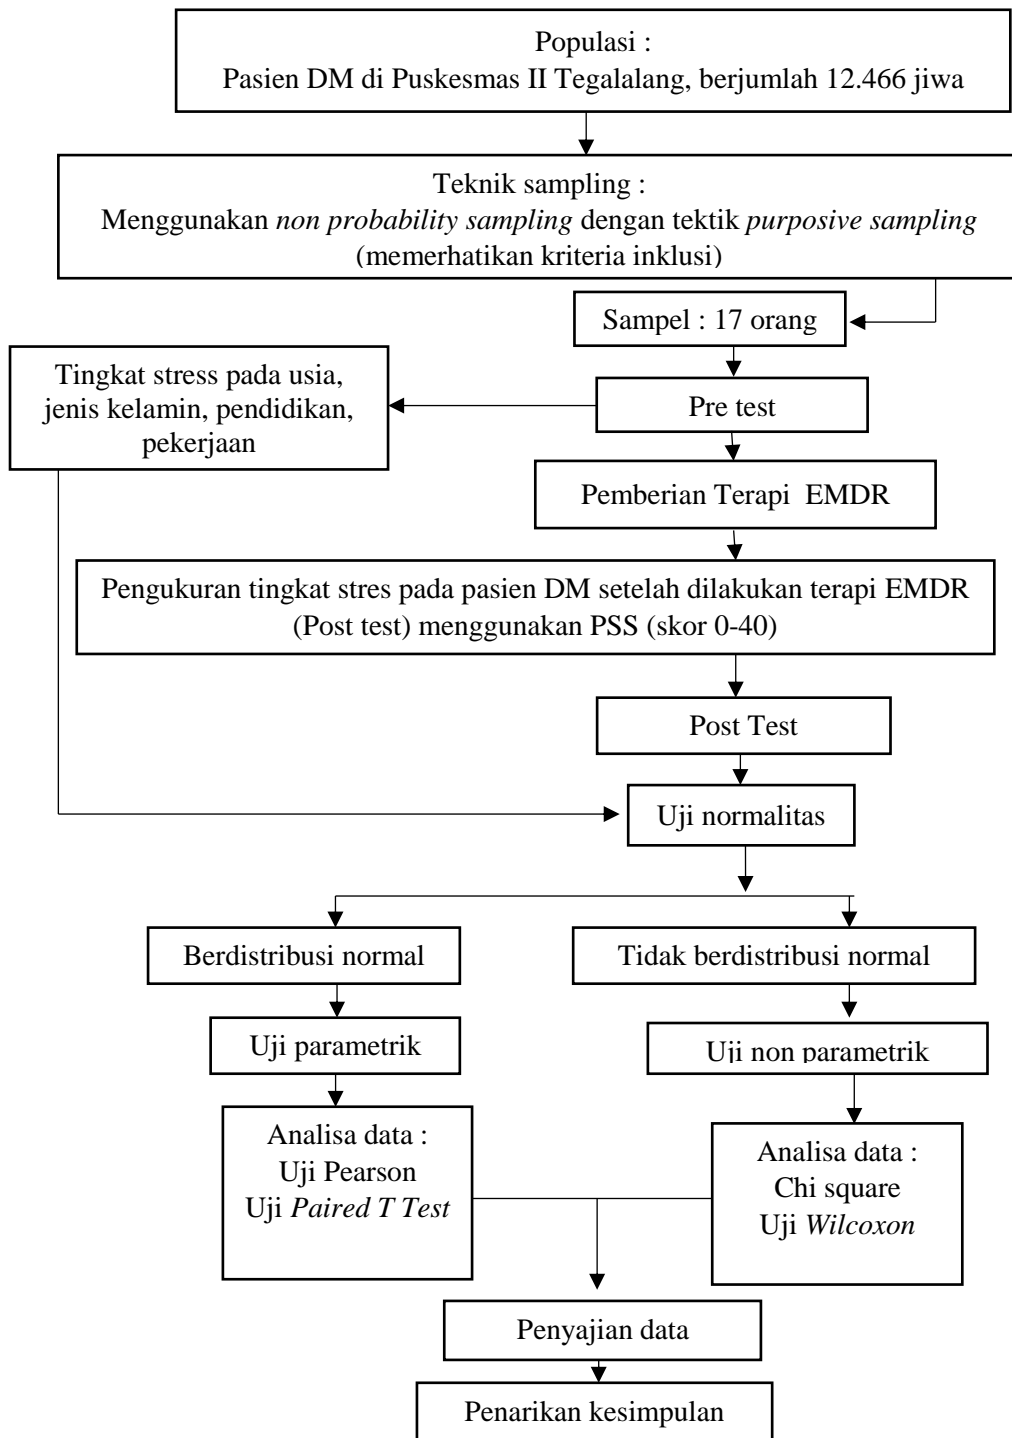 Populasi :
Pasien DM di Puskesmas II Tegalalang, berjumlah 12.466 jiwa
Teknik sampling :
Menggunakan non probability sampling dengan tektik purposive sampling
(memerhatikan kriteria inklusi)
Sampel : 17 orang
Tingkat stress pada usia,
jenis kelamin, pendidikan,
pekerjaan
Pre test
Pemberian Terapi EMDR
Pengukuran tingkat stres pada pasien DM setelah dilakukan terapi EMDR
(Post test) menggunakan PSS (skor 0-40)
Post Test
Uji normalitas
Berdistribusi normal
Tidak berdistribusi normal
Uji parametrik
Uji non parametrik
Analisa data :
Uji Pearson
Uji Paired T Test
Analisa data :
Chi square
Uji Wilcoxon
Penyajian data
Penarikan kesimpulan